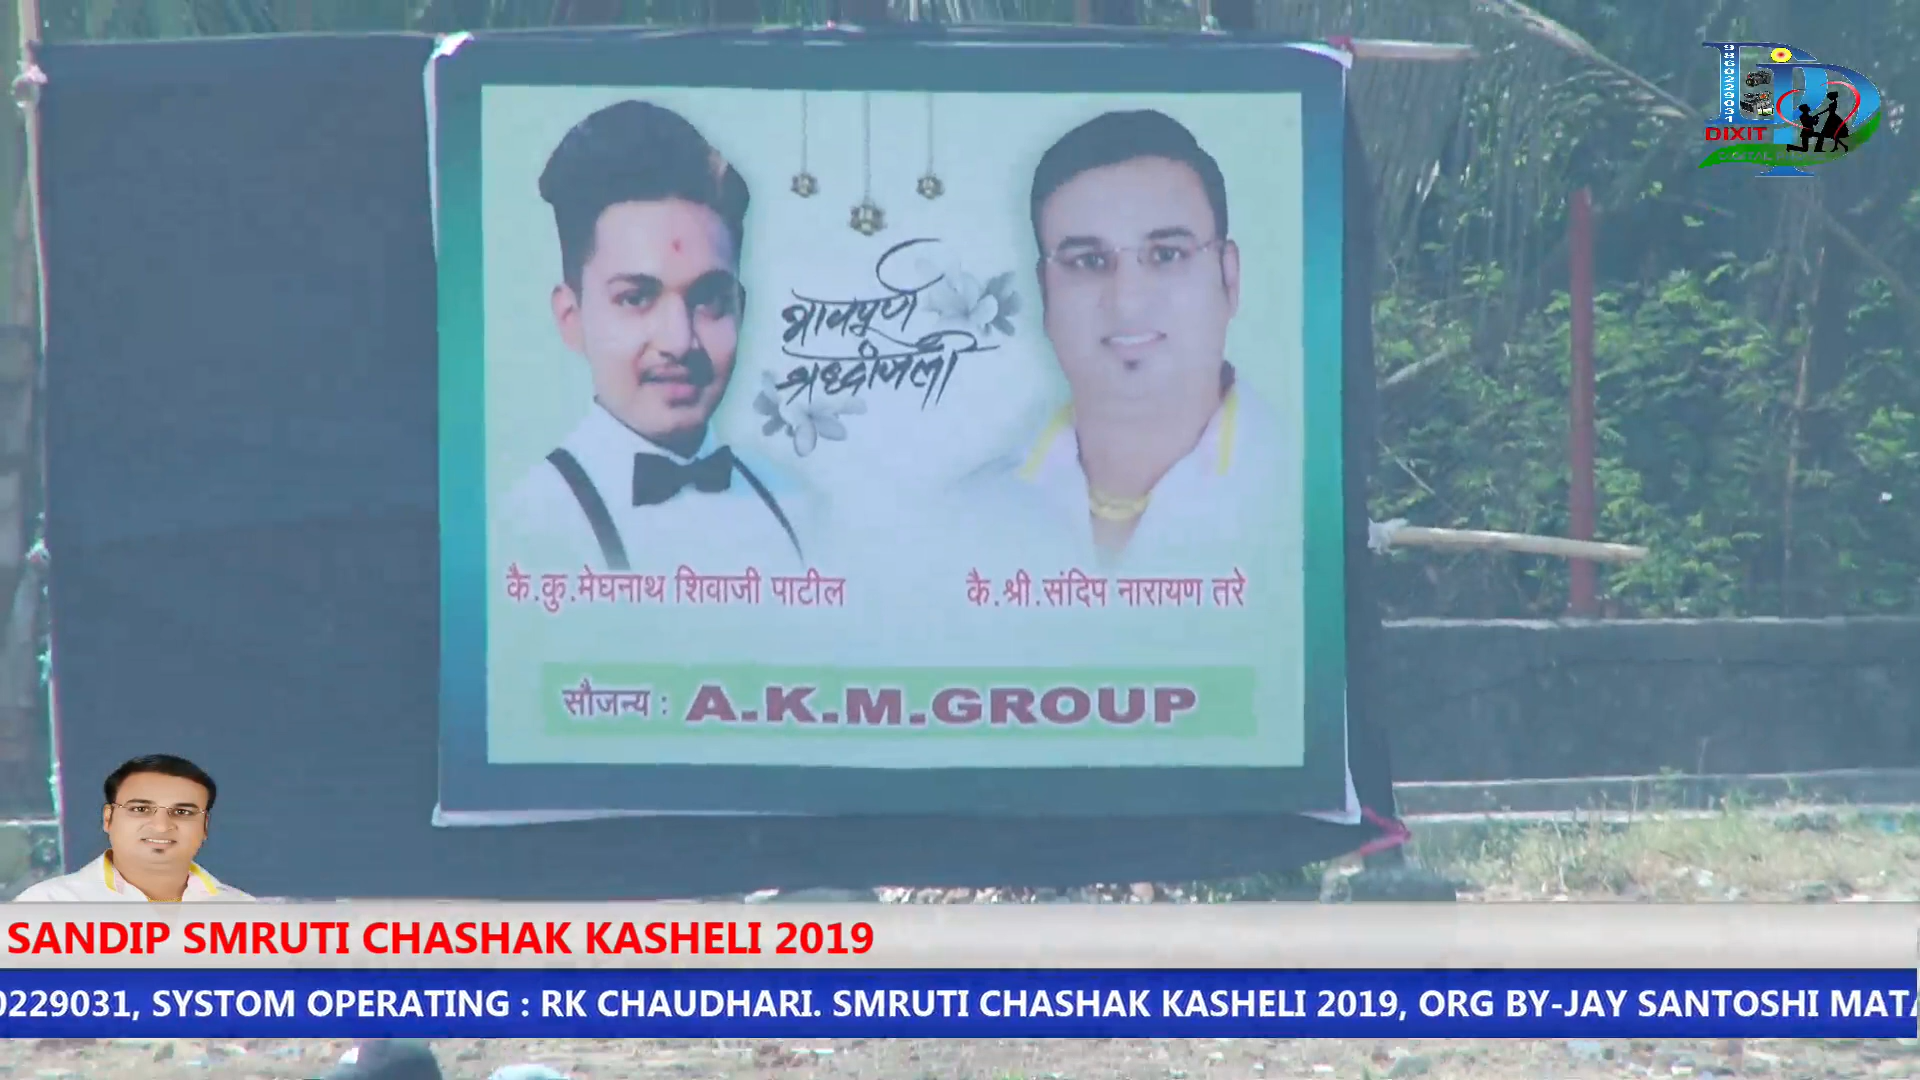 9860229031
DIXIT
भावपूर्ण
श्रध्दांजली
कै.कु.मेघनाथ शिवाजी पाटील
कै.श्री.संदिप नारायण तरे
सौजन्य : A.K.M.GROUP
SANDIP SMRUTI CHASHAK KASHELI 2019
0229031, SYSTOM OPERATING : RK CHAUDHARI. SMRUTI CHASHAK KASHELI 2019, ORG BY-JAY SANTOSHI MATA